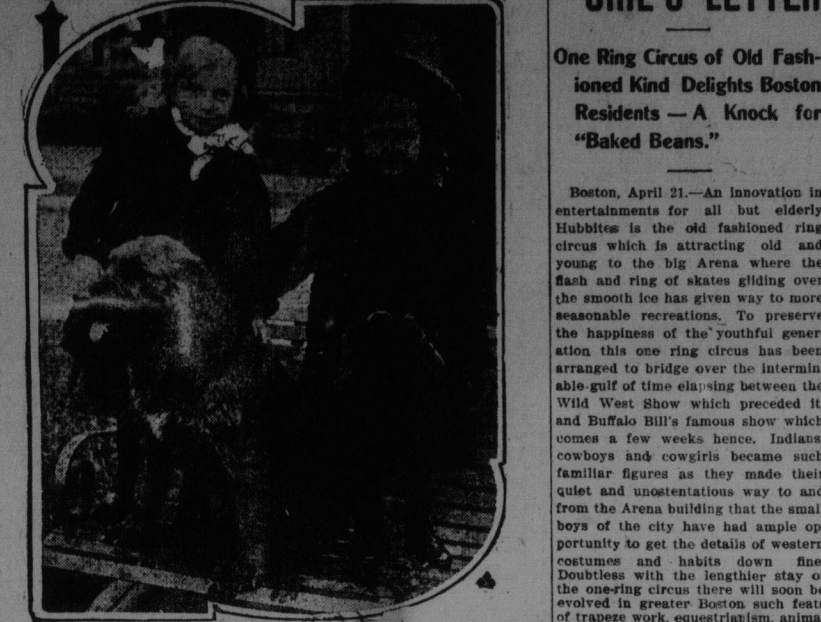 One Ring Circus of Old Fash-
ioned Kind Delights Boston
Residents — A Knock for
"Baked Beans."
Boston, April 21.—An innovation in
entertainments for all but elderly
Hubbites is the old fashioned ring
circus which is attracting old and
young to the big Arena where the
flash and ring of skates gliding over
the smooth ice has given way to more
seasonable recreations. To preserve
the happiness of the youthful gener
ation this one ring circus has been
arranged to bridge over the intermin
able gulf of time elapsing between the
Wild West Show which preceded it
and Buffalo Bill's famous show which
comes a few weeks hence. Indians
cowboys and cowgirls became such
familiar figures as they made their
quiet and unostentatious way to and
from the Arena building that the small
boys of the city have had ample op
portunity to get the details of western
costumes and habits down fine
Doubtless with the lengthier stay of
the one-ring circus there will soon be
evolved in greater Boston such feats
of trapeze work, equestrianism, animal